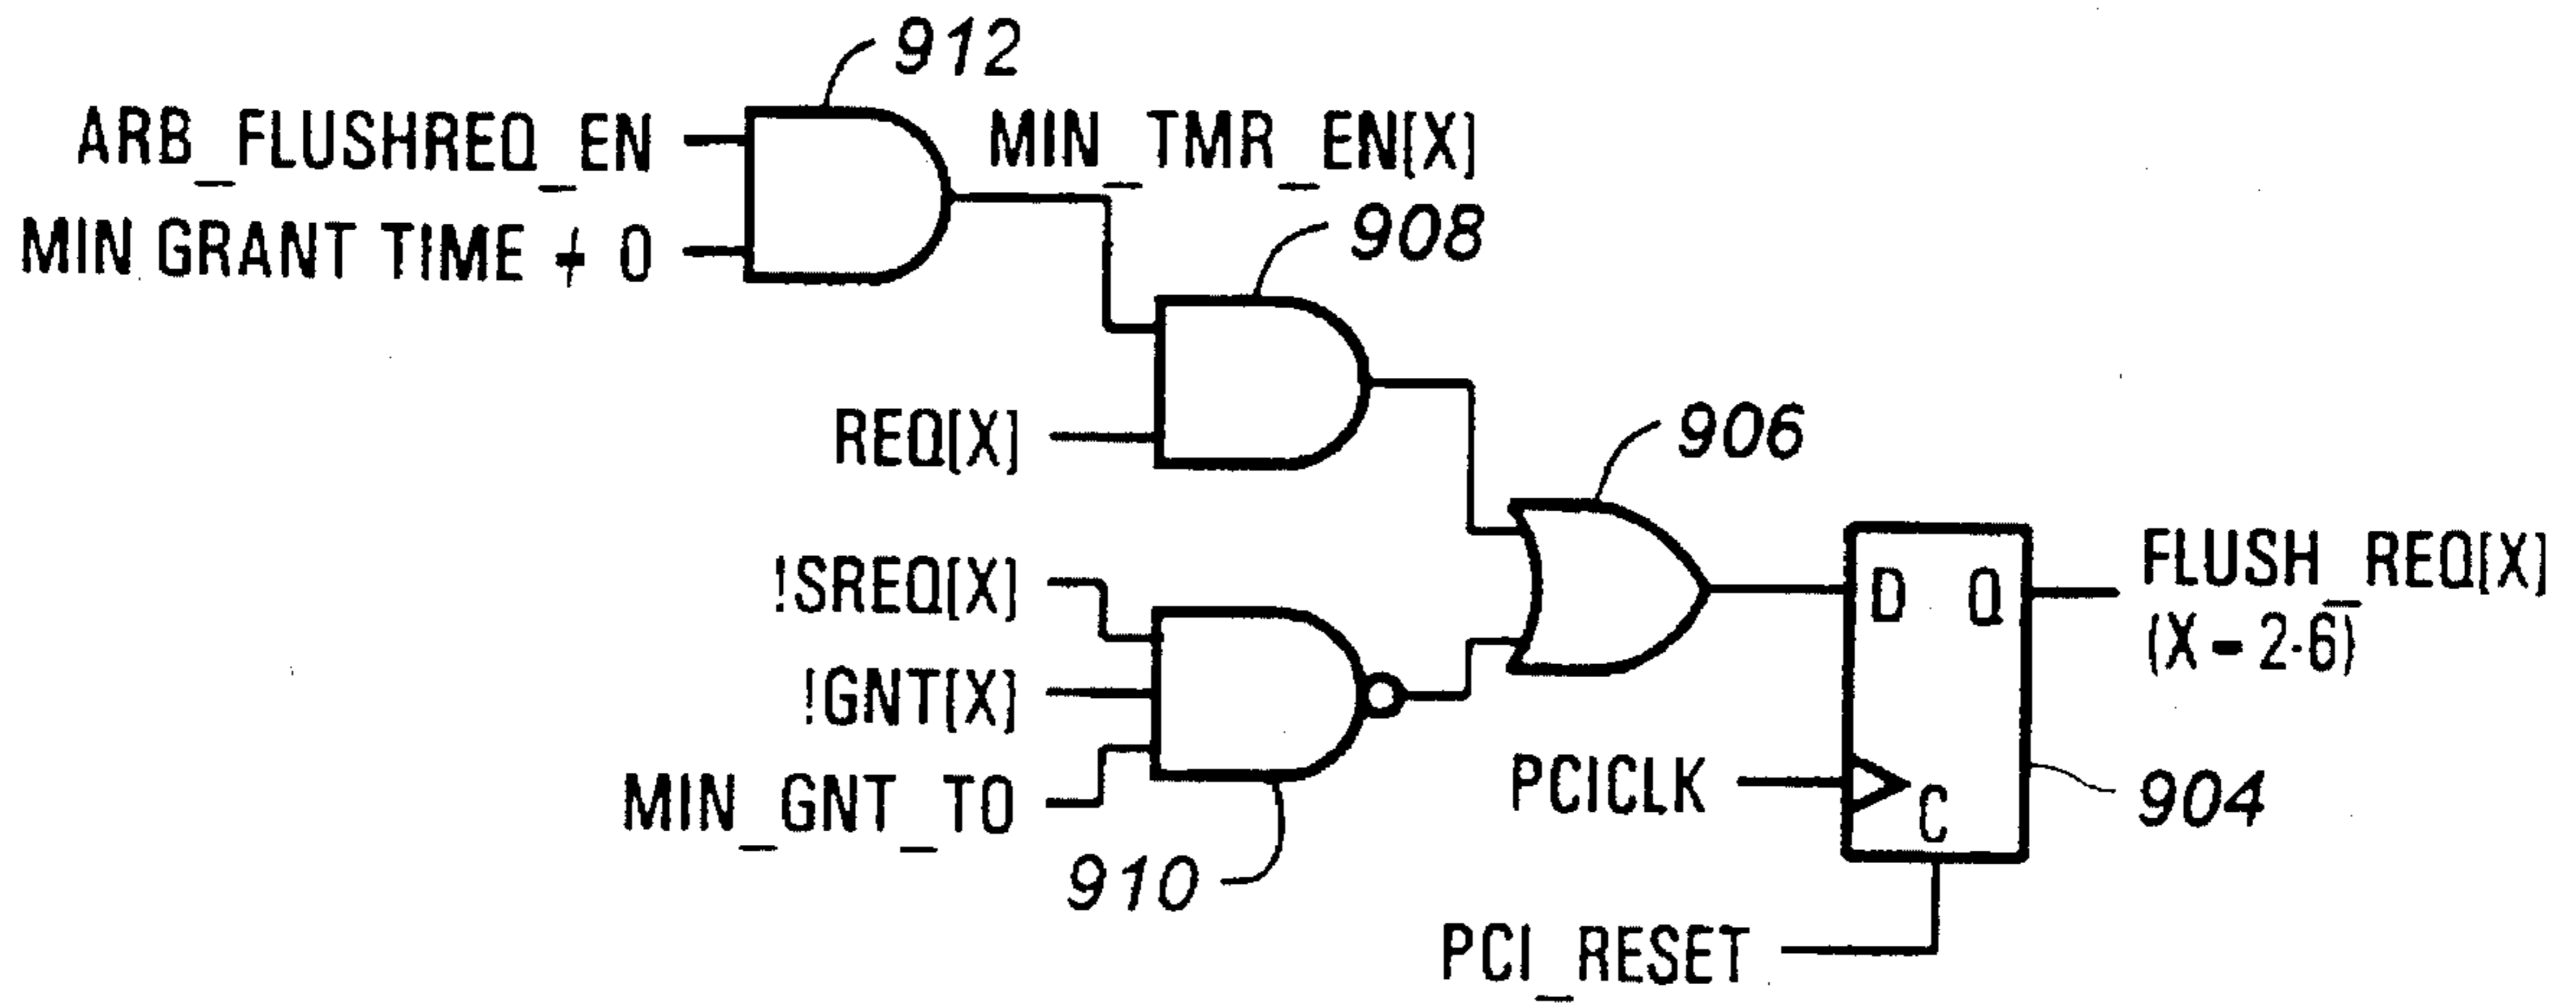 912
ARB_FLUSHREQ_EN
MIN_TMR_EN[X]
MIN GRANT TIME ≠ 0
908
REQ[X]
906
!SREQ[X]
FLUSH_REQ[X]
D Q
(X = 2-6)
!GNT[X]
PCICLK
MIN_GNT_TO
C
904
910
PCI_RESET